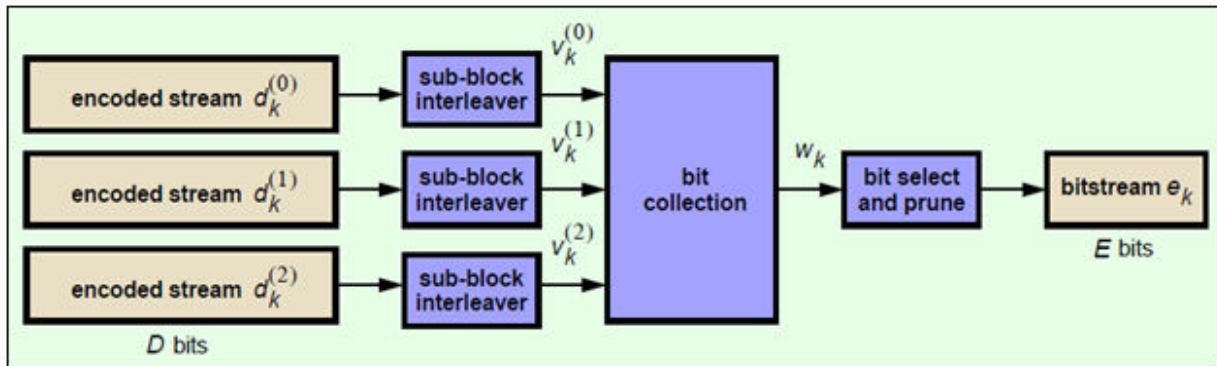 encoded stream d_k^(0)
sub-block
interleaver
v_k^(0)
encoded stream d_k^(1)
sub-block
interleaver
v_k^(1)
encoded stream d_k^(2)
sub-block
interleaver
v_k^(2)
D bits
bit
collection
w_k
bit select
and prune
bitstream e_k
E bits